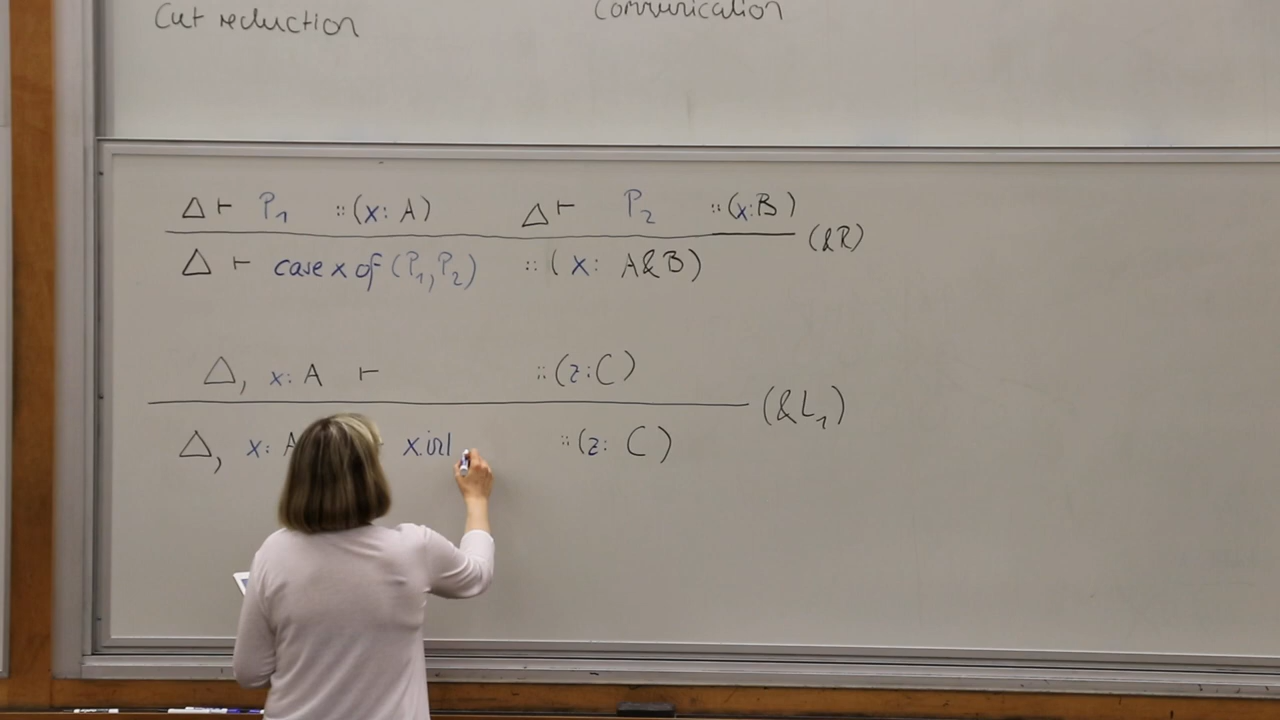 Cut reduction Communication
Δ ⊢ P₁ :: (x: A) Δ ⊢ P₂ :: (x:B) (&R)
Δ ⊢ case x of (P₁, P₂) :: (x: A&B)
Δ, x: A ⊢ :: (z:C) (&L₁)
Δ, x: A x.inl :: (z: C)